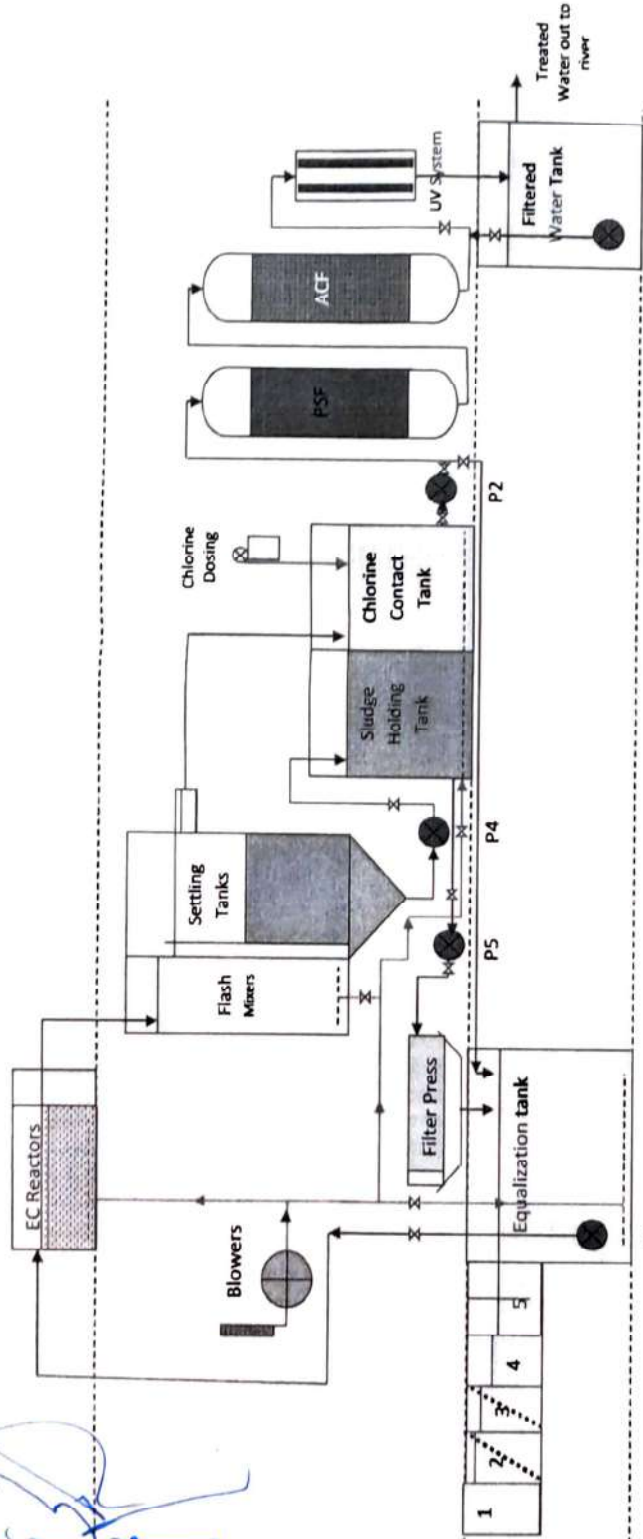 EC Reactors
Blowers
Flash
Mixers
Settling
Tanks
Chlorine
Dosing
Sludge
Holding
Tank
Chlorine
Contact
Tank
PSF
ACF
UV System
Filter Press
Equalization tank
P5
P4
P2
Filtered
Water Tank
Treated
Water out to
river
1
2
3
4
5